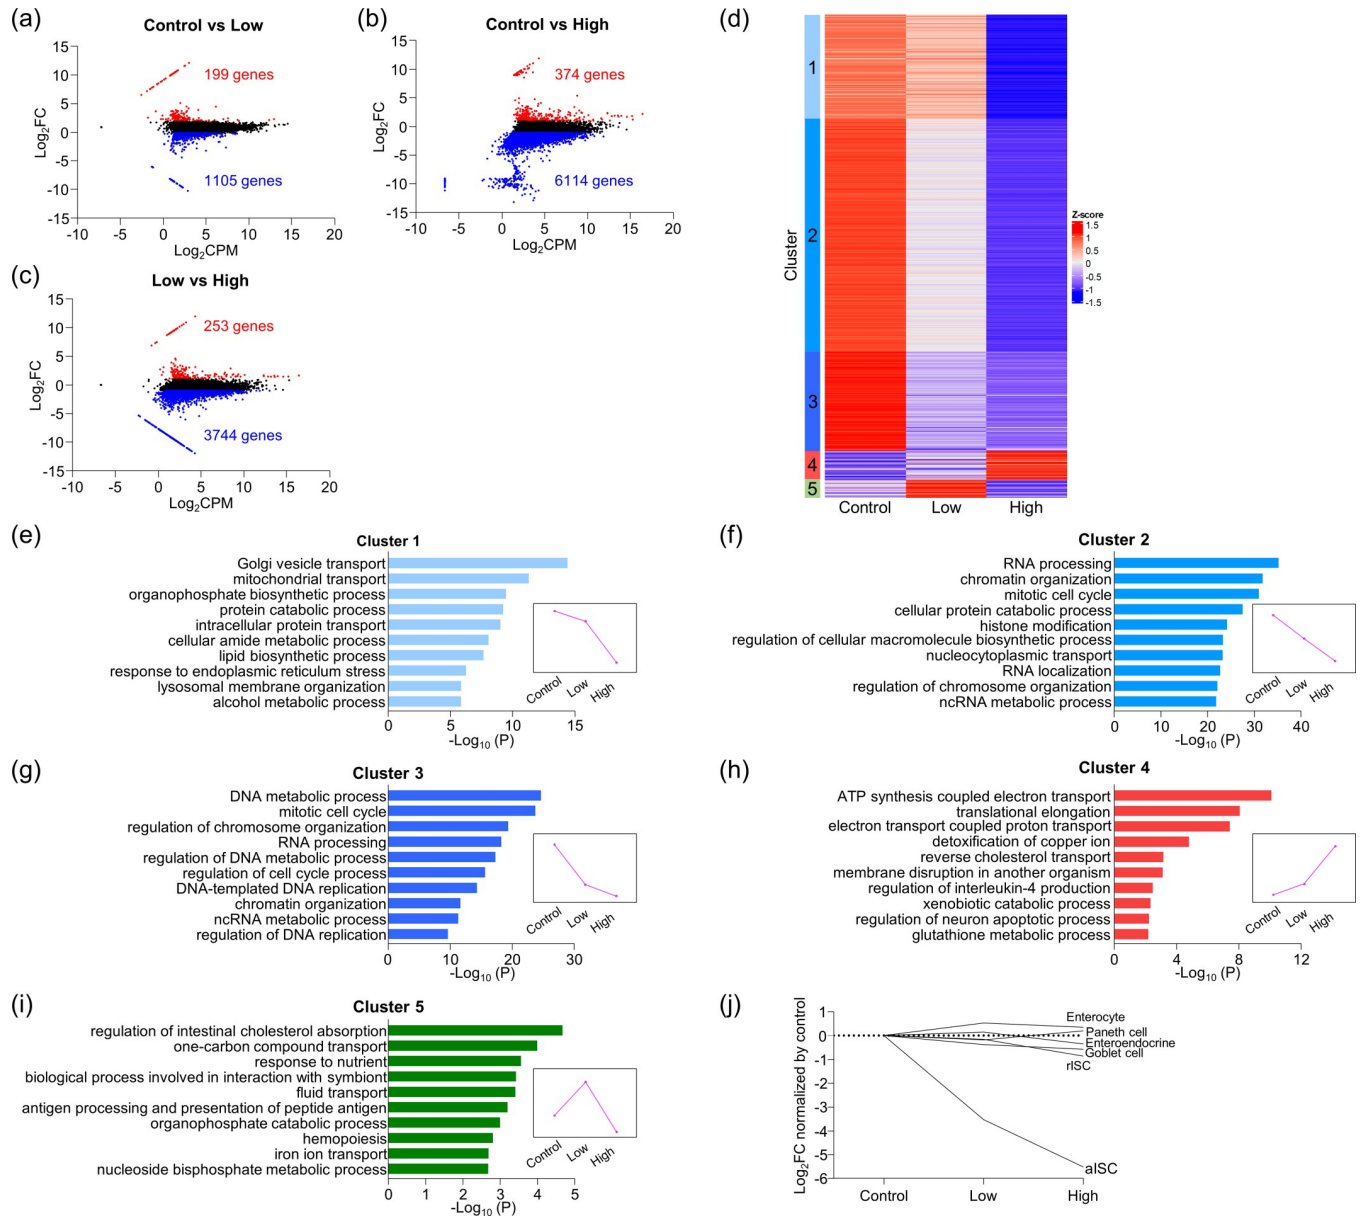 (a)
Control vs Low
15
10
5
0
-5
-10
-15
Log2FC
199 genes
1105 genes
-10
-5
0
5
10
15
20
Log2CPM
(b)
Control vs High
15
10
5
0
-5
-10
-15
Log2FC
374 genes
6114 genes
-10
-5
0
5
10
15
20
Log2CPM
(c)
Low vs High
15
10
5
0
-5
-10
-15
Log2FC
253 genes
3744 genes
-10
-5
0
5
10
15
20
Log2CPM
(d)
Cluster
1
2
3
4
5
Control
Low
High
Z-score
1.5
1
0.5
0
-0.5
-1
-1.5
(e)
Cluster 1
Golgi vesicle transport
mitochondrial transport
organophosphate biosynthetic process
protein catabolic process
intracellular protein transport
cellular amide metabolic process
lipid biosynthetic process
response to endoplasmic reticulum stress
lysosomal membrane organization
alcohol metabolic process
0
5
10
15
-Log10 (P)
Control
Low
High
(f)
Cluster 2
RNA processing
chromatin organization
mitotic cell cycle
cellular protein catabolic process
histone modification
regulation of cellular macromolecule biosynthetic process
nucleocytoplasmic transport
RNA localization
regulation of chromosome organization
ncRNA metabolic process
0
10
20
30
40
-Log10 (P)
Control
Low
High
(g)
Cluster 3
DNA metabolic process
mitotic cell cycle
regulation of chromosome organization
RNA processing
regulation of DNA metabolic process
regulation of cell cycle process
DNA-templated DNA replication
chromatin organization
ncRNA metabolic process
regulation of DNA replication
0
10
20
30
-Log10 (P)
Control
Low
High
(h)
Cluster 4
ATP synthesis coupled electron transport
translational elongation
electron transport coupled proton transport
detoxification of copper ion
reverse cholesterol transport
membrane disruption in another organism
regulation of interleukin-4 production
xenobiotic catabolic process
regulation of neuron apoptotic process
glutathione metabolic process
0
4
8
12
-Log10 (P)
Control
Low
High
(i)
Cluster 5
regulation of intestinal cholesterol absorption
one-carbon compound transport
response to nutrient
biological process involved in interaction with symbiont
fluid transport
antigen processing and presentation of peptide antigen
organophosphate catabolic process
hemopoiesis
iron ion transport
nucleoside bisphosphate metabolic process
0
1
2
3
4
5
-Log10 (P)
Control
Low
High
(j)
Log2FC normalized by control
1
0
-1
-2
-3
-4
-5
-6
Enterocyte
Paneth cell
Enteroendocrine
Goblet cell
rISC
aISC
Control
Low
High